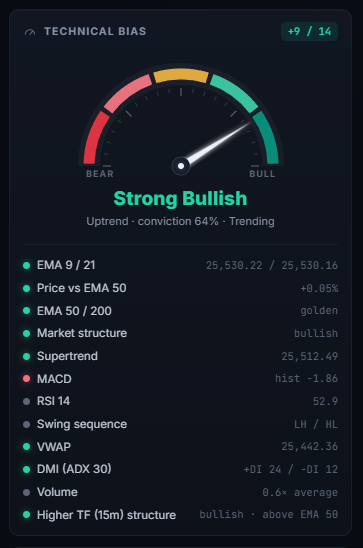 TECHNICAL BIAS +9 / 14
BEAR BULL
Strong Bullish
Uptrend · conviction 64% · Trending
EMA 9 / 21 25,530.22 / 25,530.16
Price vs EMA 50 +0.05%
EMA 50 / 200 golden
Market structure bullish
Supertrend 25,512.49
MACD hist -1.86
RSI 14 52.9
Swing sequence LH / HL
VWAP 25,442.36
DMI (ADX 30) +DI 24 / -DI 12
Volume 0.6× average
Higher TF (15m) structure bullish · above EMA 50